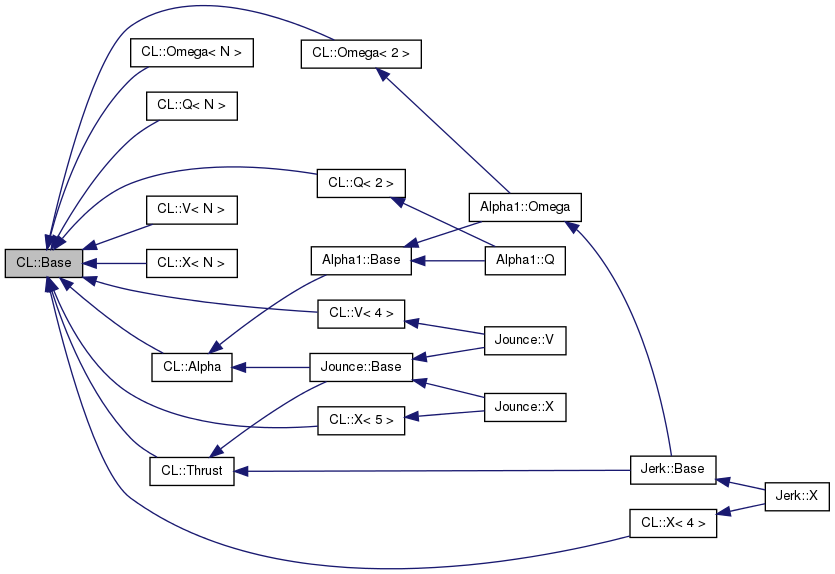 CL::Omega< N >
CL::Omega< 2 >
CL::Q< N >
CL::Q< 2 >
CL::V< N >
Alpha1::Omega
CL::Base
CL::X< N >
Alpha1::Base
Alpha1::Q
CL::V< 4 >
Jounce::V
CL::Alpha
Jounce::Base
Jounce::X
CL::X< 5 >
CL::Thrust
Jerk::Base
Jerk::X
CL::X< 4 >